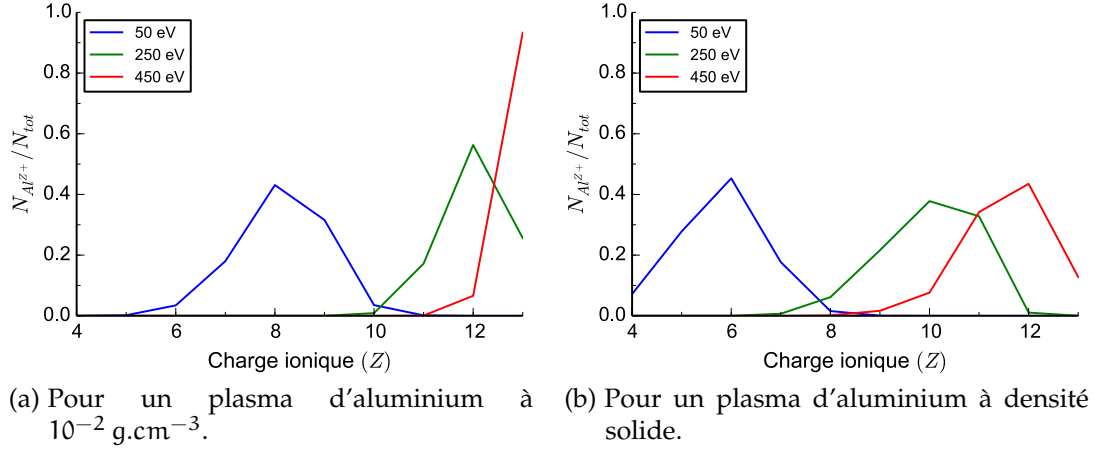 1.0
0.8
0.6
0.4
0.2
0.0
N_{Al^{Z+}}/N_{tot}
50 eV
250 eV
450 eV
4 6 8 10 12
Charge ionique (Z)
(a) Pour un plasma d'aluminium à
10^{−2} g.cm^{−3}.
1.0
0.8
0.6
0.4
0.2
0.0
N_{Al^{Z+}}/N_{tot}
50 eV
250 eV
450 eV
4 6 8 10 12
Charge ionique (Z)
(b) Pour un plasma d'aluminium à densité
solide.